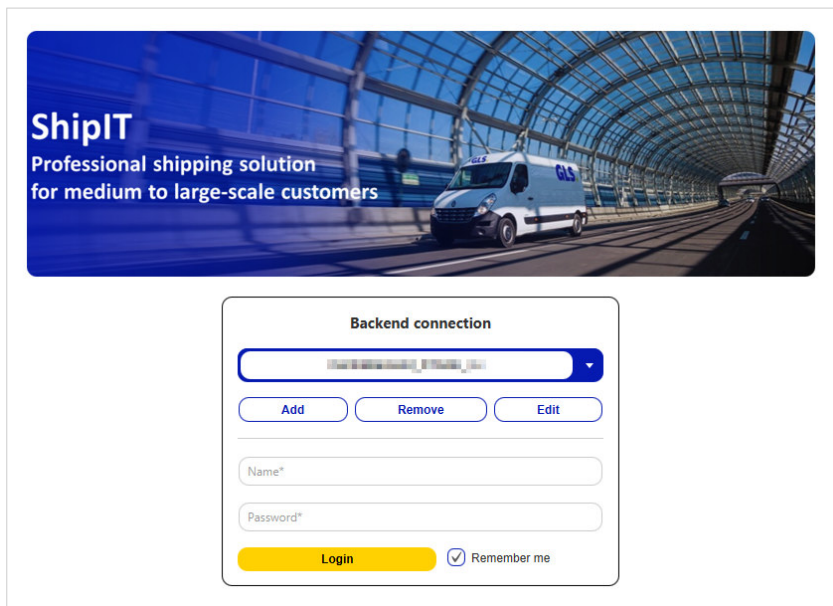 ShipIT
Professional shipping solution
for medium to large-scale customers
GLS
GLS
Backend connection
Add
Remove
Edit
Name*
Password*
Login
Remember me